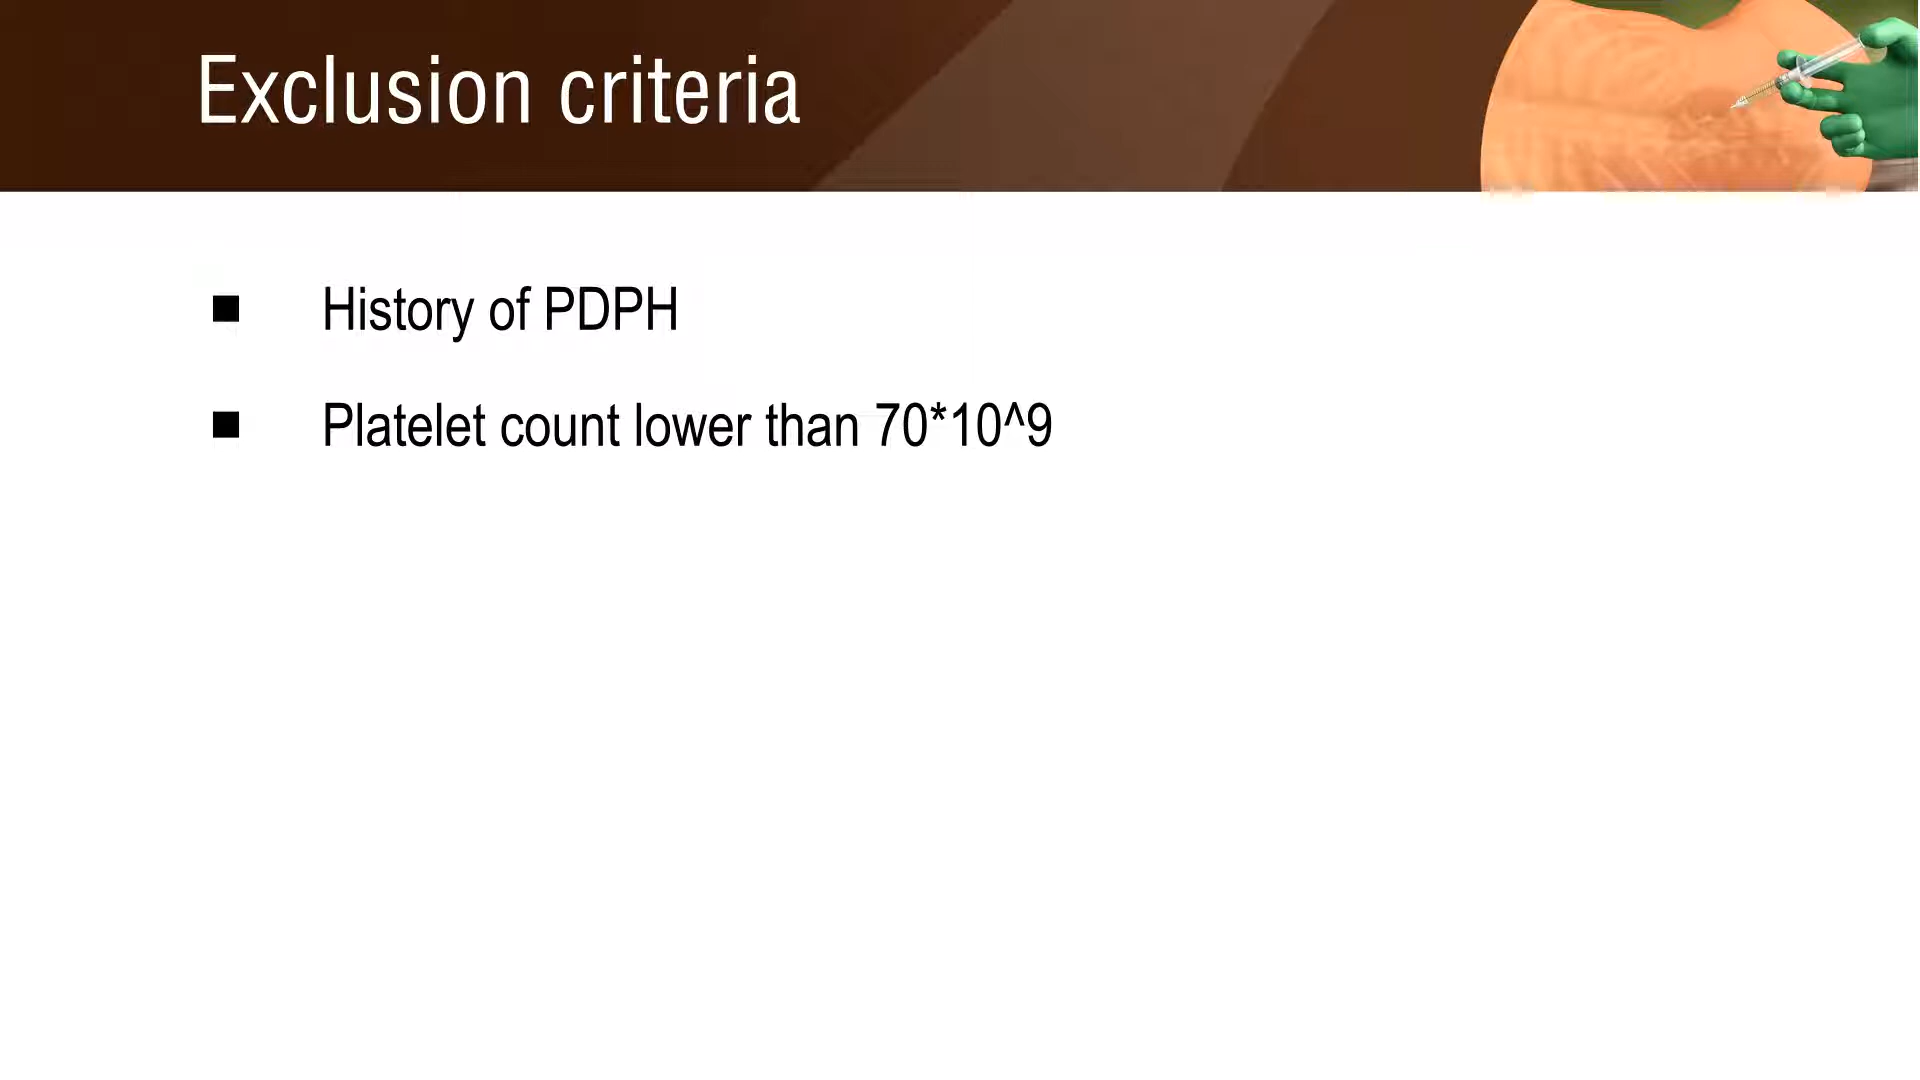 Exclusion criteria
■ History of PDPH
■ Platelet count lower than 70*10^9